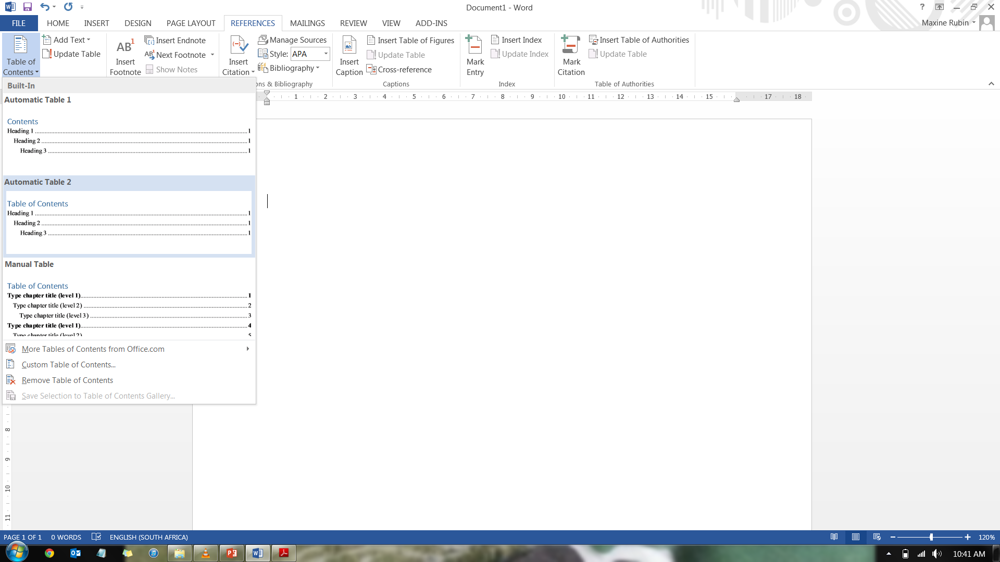 Document1 - Word
FILE HOME INSERT DESIGN PAGE LAYOUT REFERENCES MAILINGS REVIEW VIEW ADD-INS Maxine Rubin
Table of Contents
Add Text
Update Table
AB1 Insert Footnote
Insert Endnote
Next Footnote
Show Notes
Insert Citation
Manage Sources
Style: APA
Bibliography
ons & Bibliography
Insert Caption
Insert Table of Figures
Update Table
Cross-reference
Captions
Mark Entry
Insert Index
Update Index
Index
Mark Citation
Insert Table of Authorities
Update Table
Table of Authorities
1 2 3 4 5 6 7 8 9 10 11 12 13 14 15 17 18
Built-In
Automatic Table 1
Contents
Heading 1 1
Heading 2 1
Heading 3 1
Automatic Table 2
Table of Contents
Heading 1 1
Heading 2 1
Heading 3 1
Manual Table
Table of Contents
Type chapter title (level 1) 1
Type chapter title (level 2) 2
Type chapter title (level 3) 3
Type chapter title (level 1) 4
Type chapter title (level 2) 5
More Tables of Contents from Office.com
Custom Table of Contents...
Remove Table of Contents
Save Selection to Table of Contents Gallery...
8
9
10
11
PAGE 1 OF 1 0 WORDS ENGLISH (SOUTH AFRICA) 120%
10:41 AM